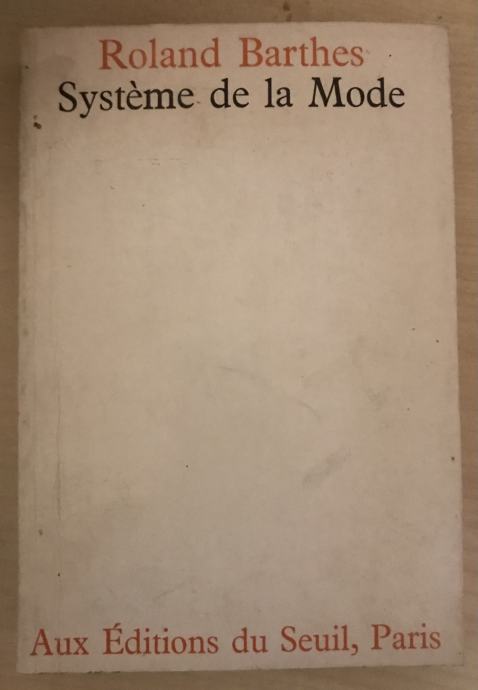 Roland Barthes
Système de la Mode
Aux Éditions du Seuil, Paris